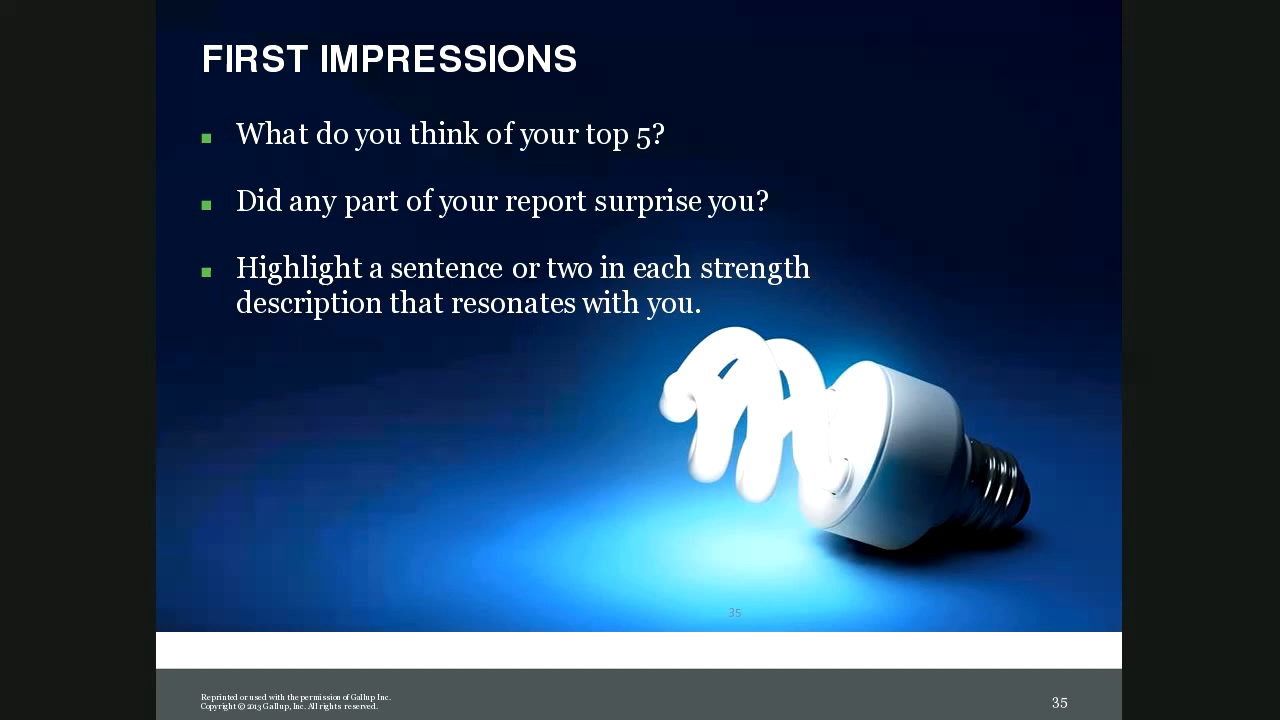 FIRST IMPRESSIONS
What do you think of your top 5?
Did any part of your report surprise you?
Highlight a sentence or two in each strength
description that resonates with you.
35
Reprinted or used with the permission of Gallup Inc.
Copyright © 2013 Gallup, Inc. All rights reserved.
35